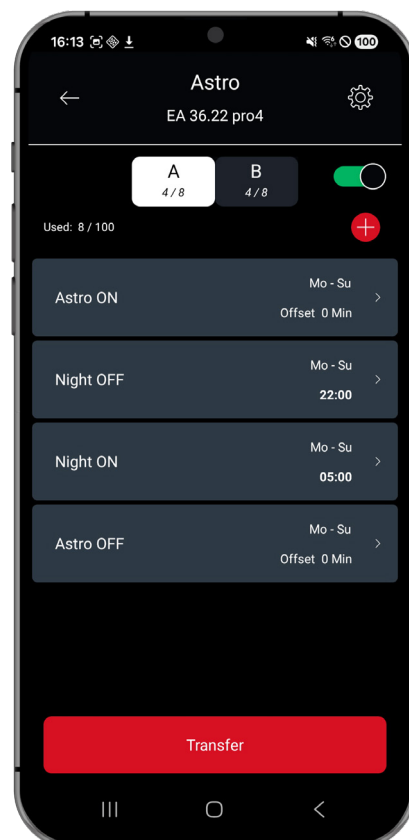 16:13
100
Astro
EA 36.22 pro4
A
4 / 8
B
4 / 8
Used: 8 / 100
Astro ON
Mo - Su
Offset 0 Min
Night OFF
Mo - Su
22:00
Night ON
Mo - Su
05:00
Astro OFF
Mo - Su
Offset 0 Min
Transfer